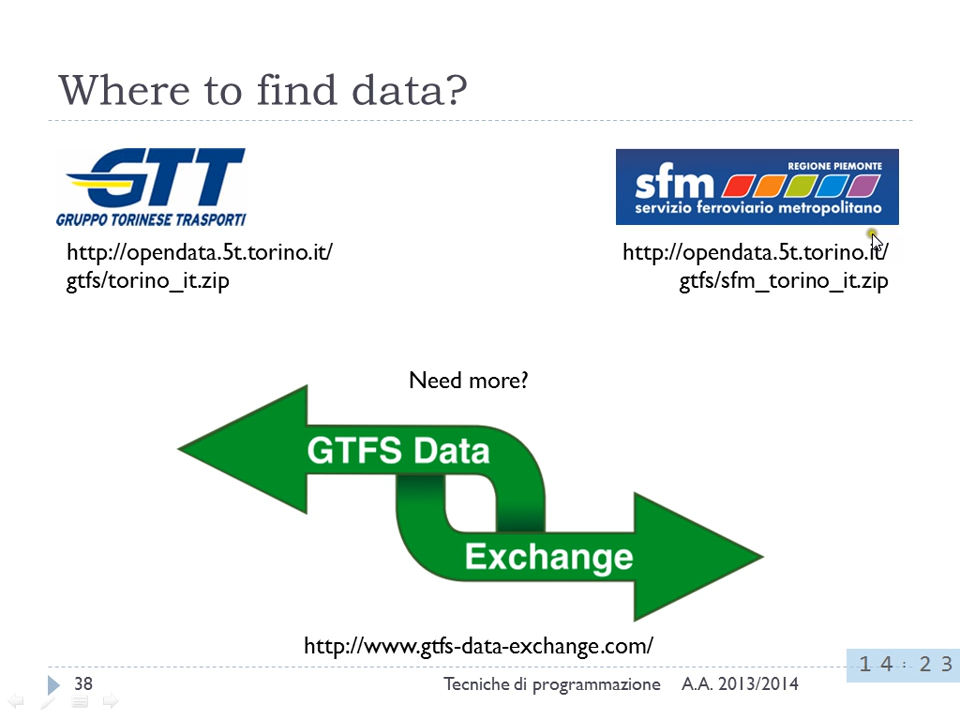 Where to find data?
GTT
GRUPPO TORINESE TRASPORTI
http://opendata.5t.torino.it/
gtfs/torino_it.zip
REGIONE PIEMONTE
sfm
servizio ferroviario metropolitano
http://opendata.5t.torino.it/
gtfs/sfm_torino_it.zip
Need more?
GTFS Data
Exchange
http://www.gtfs-data-exchange.com/
38
Tecniche di programmazione A.A. 2013/2014
14:23